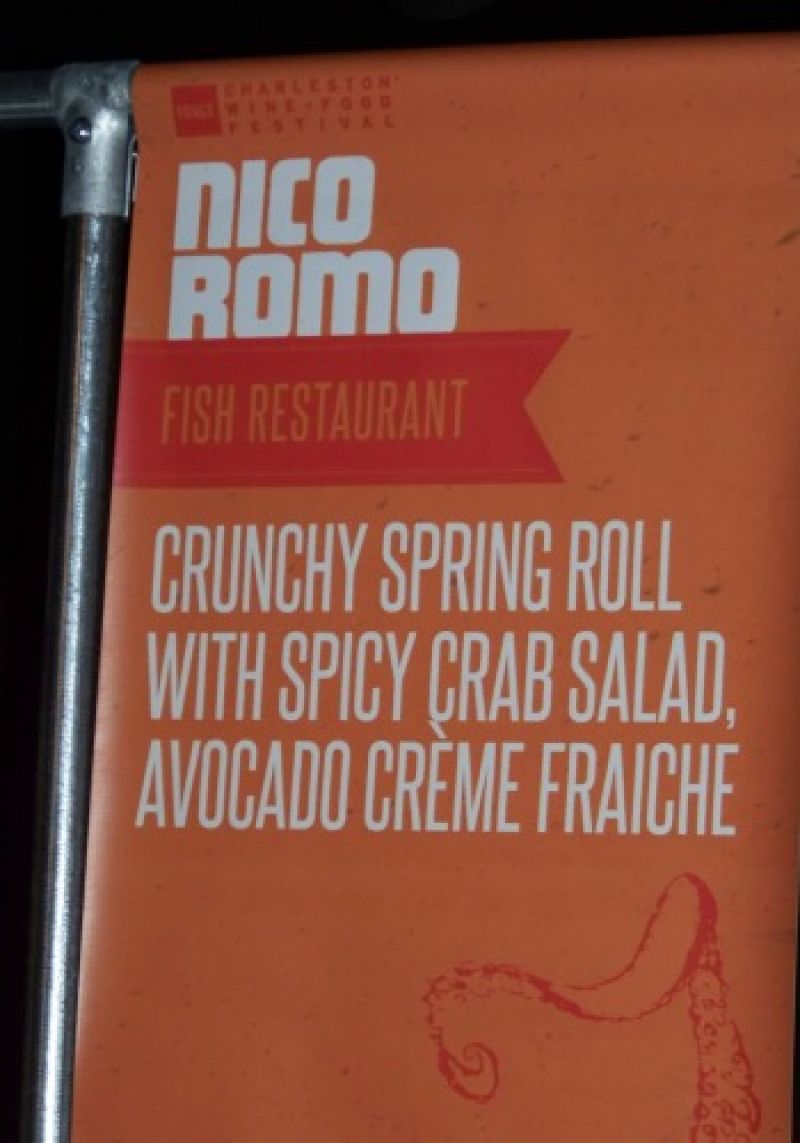 CHARLESTON
WINE + FOOD
FESTIVAL
NICO
ROMO
FISH RESTAURANT
CRUNCHY SPRING ROLL
WITH SPICY CRAB SALAD,
AVOCADO CRÈME FRAICHE